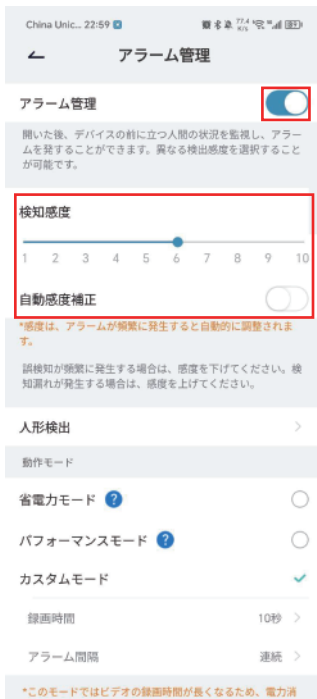 China Unic... 22:59
77.4 K/s
アラーム管理
アラーム管理
開いた後、デバイスの前に立つ人間の状況を監視し、アラー
ムを発することができます。異なる検出感度を選択すること
が可能です。
検知感度
1 2 3 4 5 6 7 8 9 10
自動感度補正
*感度は、アラームが頻繁に発生すると自動的に調整されま
す。
誤検知が頻繁に発生する場合は、感度を下げてください。検
知漏れが発生する場合は、感度を上げてください。
人形検出
動作モード
省電力モード ?
パフォーマンスモード ?
カスタムモード
録画時間 10秒
アラーム間隔 連続
*このモードではビデオの録画時間が長くなるため、電力消